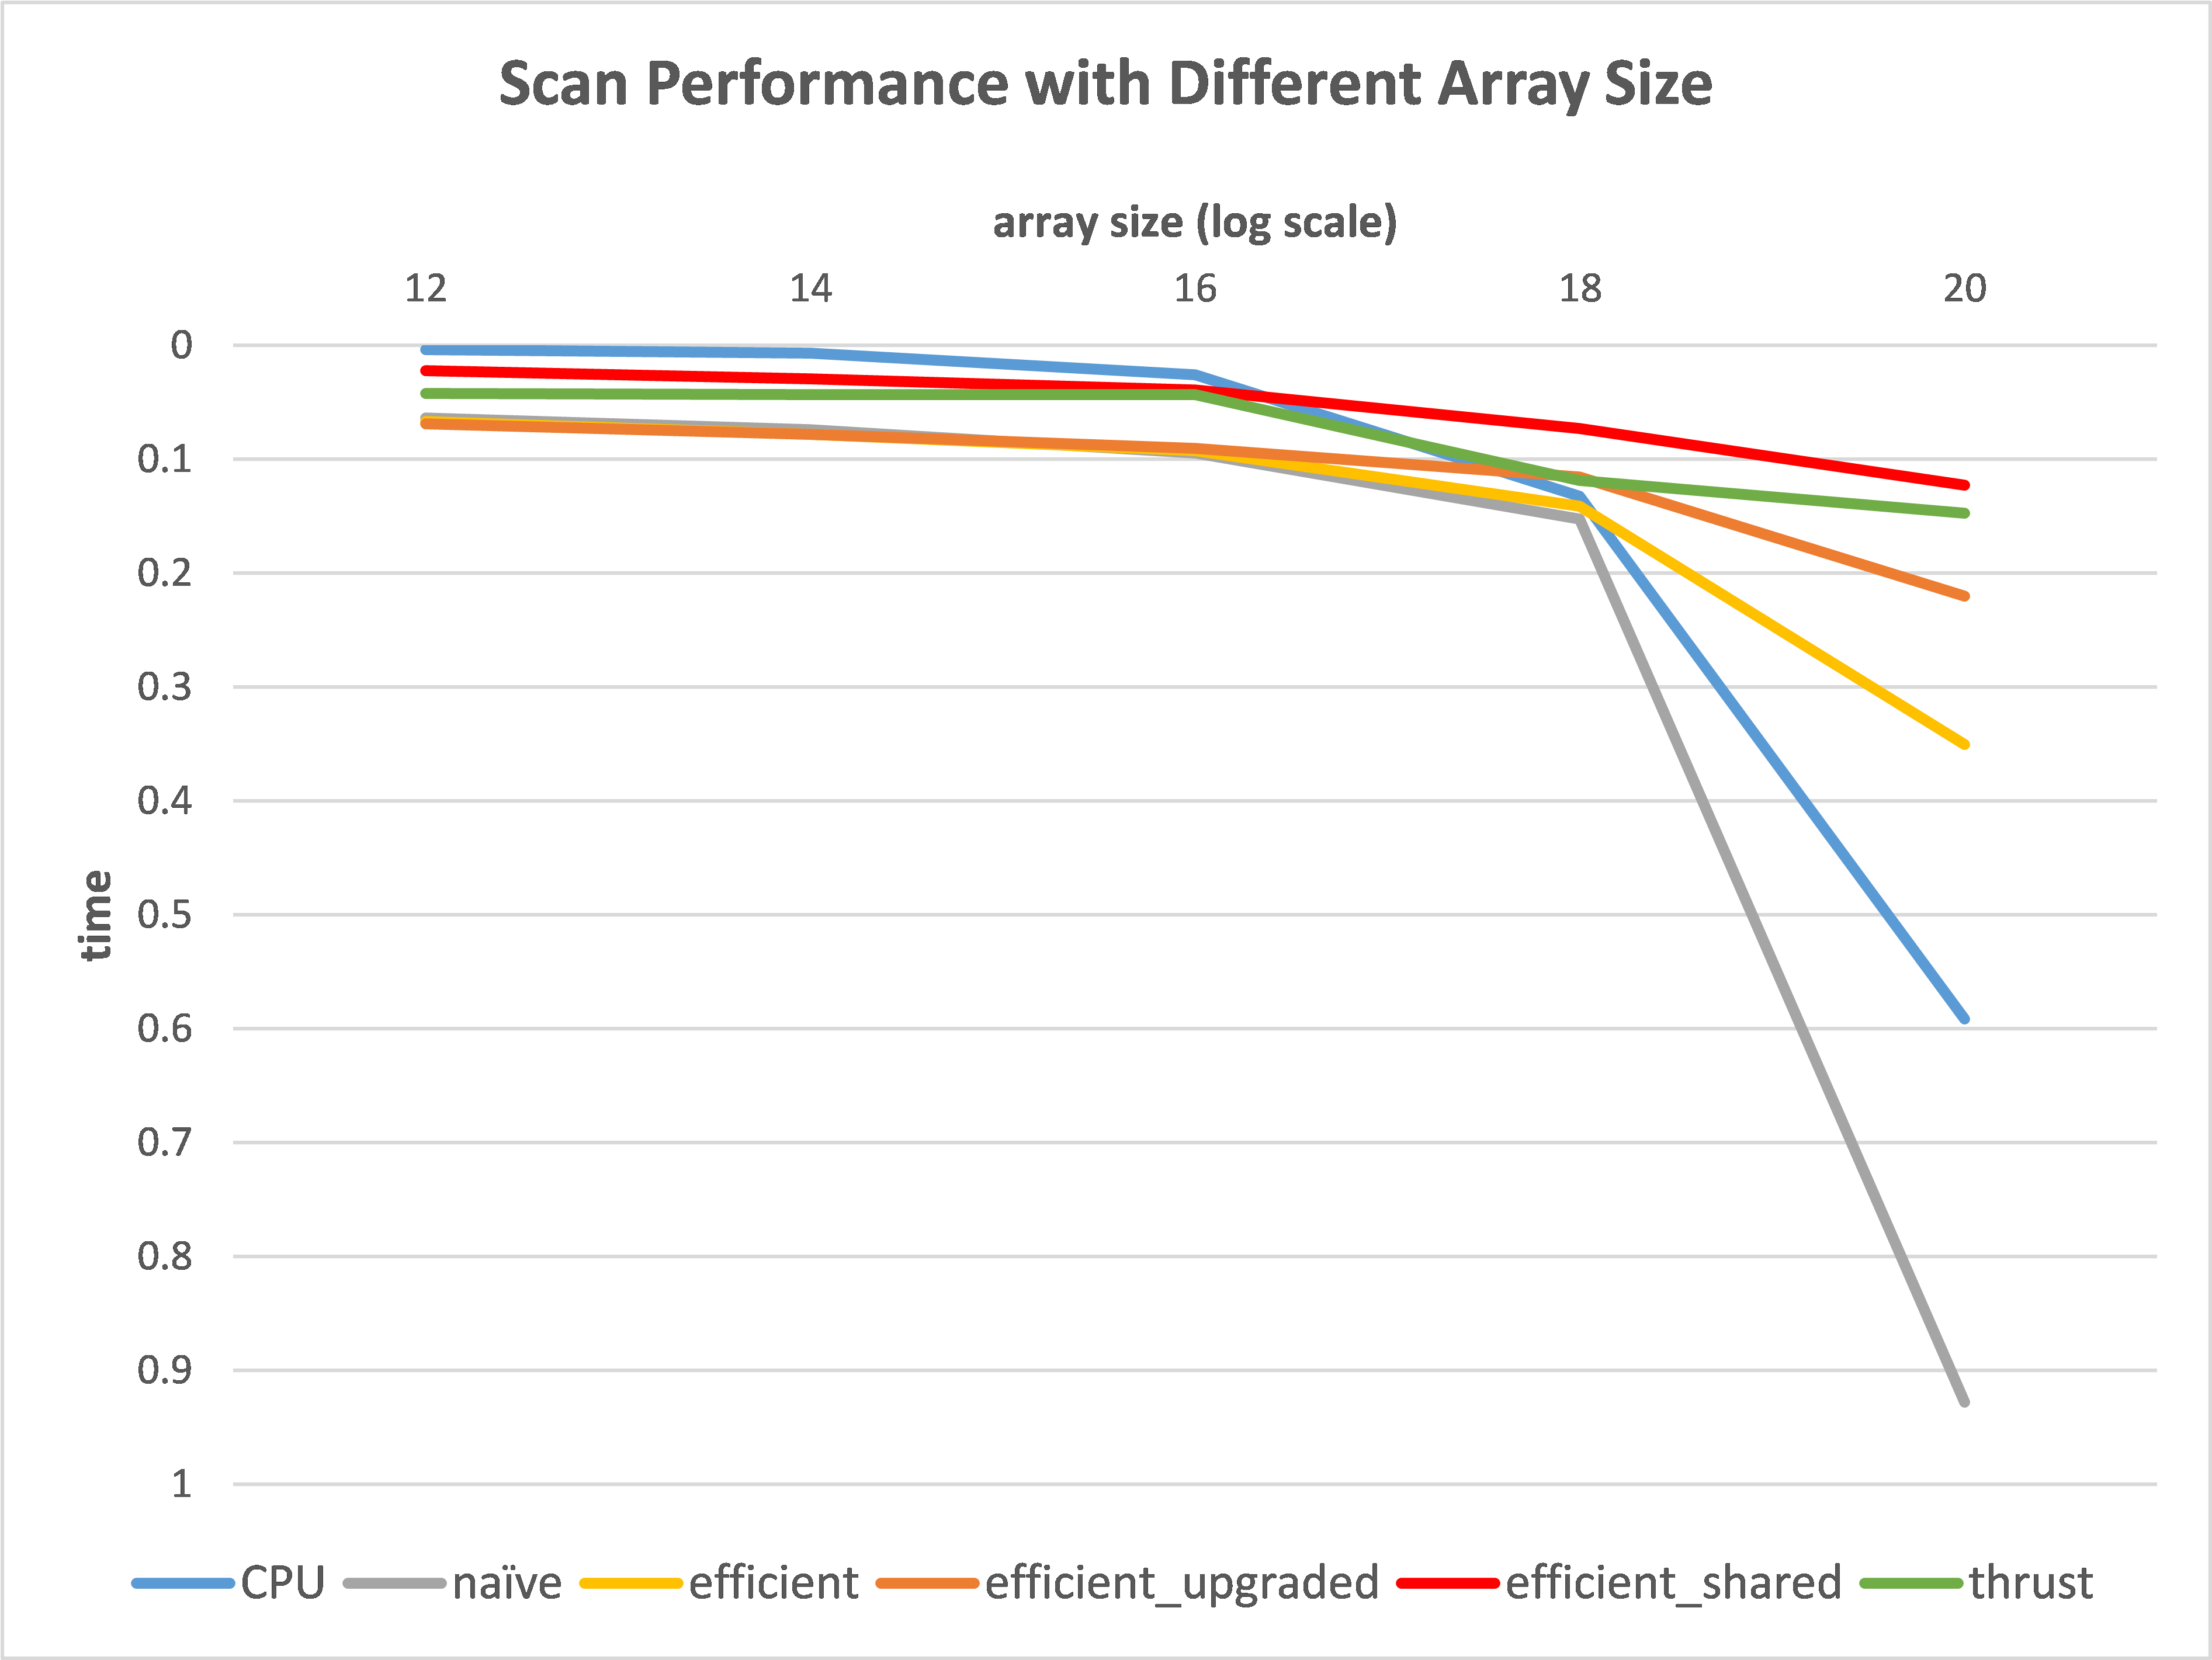 Scan Performance with Different Array Size
array size (log scale)
12 14 16 18 20
0
0.1
0.2
0.3
0.4
time
0.5
0.6
0.7
0.8
0.9
1
CPU naïve efficient efficient_upgraded efficient_shared thrust